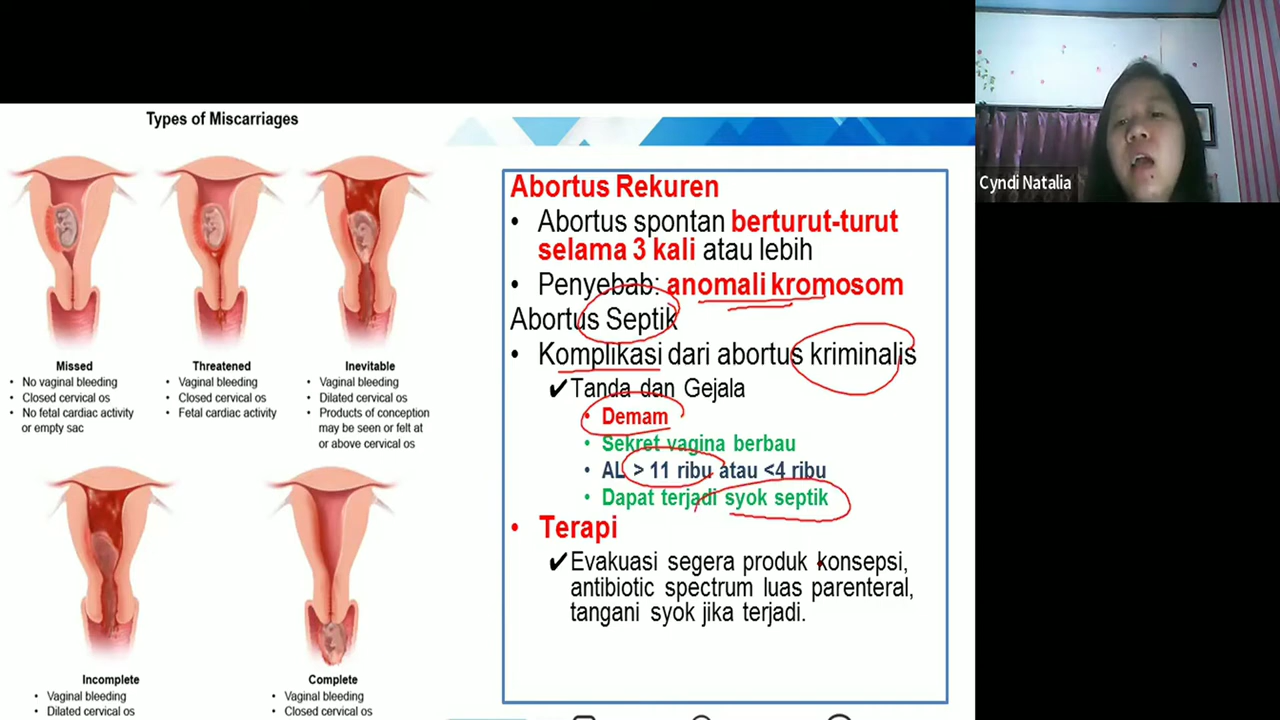 Types of Miscarriages
Missed
• No vaginal bleeding
• Closed cervical os
• No fetal cardiac activity
or empty sac
Threatened
• Vaginal bleeding
• Closed cervical os
• Fetal cardiac activity
Inevitable
• Vaginal bleeding
• Dilated cervical os
• Products of conception
may be seen or felt at
or above cervical os
Incomplete
• Vaginal bleeding
• Dilated cervical os
Complete
• Vaginal bleeding
• Closed cervical os
Abortus Rekuren
• Abortus spontan berturut-turut
selama 3 kali atau lebih
• Penyebab: anomali kromosom
Abortus Septik
• Komplikasi dari abortus kriminalis
✔Tanda dan Gejala
• Demam
• Sekret vagina berbau
• AL > 11 ribu atau <4 ribu
• Dapat terjadi syok septik
• Terapi
✔Evakuasi segera produk konsepsi,
antibiotic spectrum luas parenteral,
tangani syok jika terjadi.
Cyndi Natalia